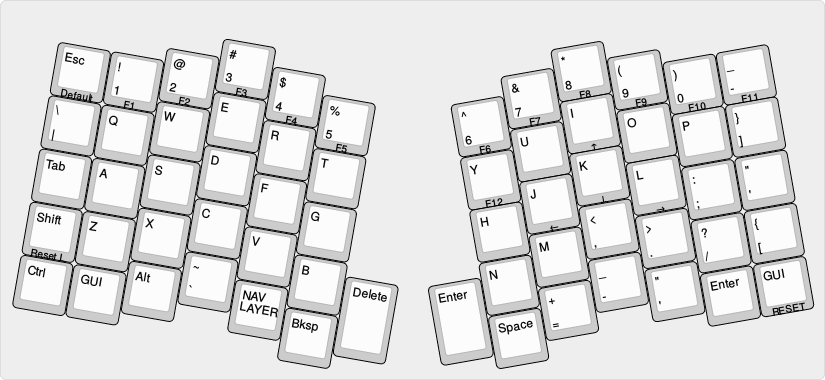 Esc
Defaut
!
1
F1
@
2
F2
#
3
F3
$
4
F4
%
5
F5
^
6
F6
&
7
F7
*
8
F8
(
9
F9
)
0
F10
_
-
F11
\
|
Q
W
E
R
T
Y
F12
U
I
↑
O
P
}
]
Tab
A
S
D
F
G
H
J
←
K
↓
L
→
:
;
"
,
Shift
Reset
Z
X
C
V
B
N
M
<
,
>
.
?
/
{
[
Ctrl
GUI
Alt
~
`
NAV
LAYER
Bksp
Delete
Enter
Space
+
=
_
-
"
,
Enter
GUI
RESET